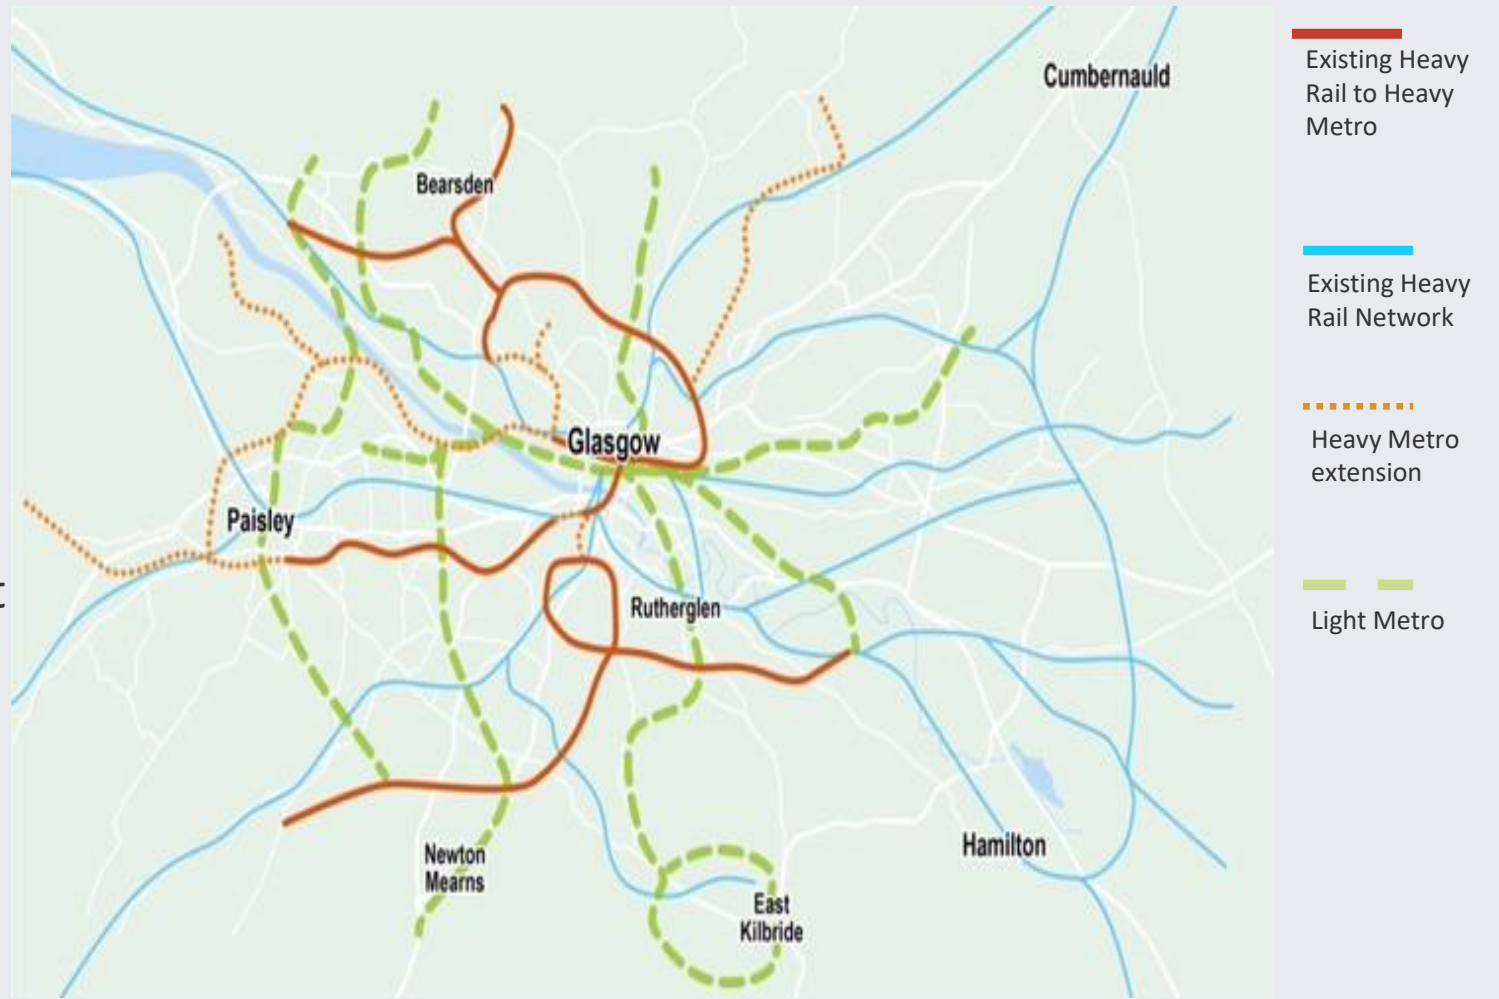 Cumbernauld
Bearsden
Glasgow
Paisley
Rutherglen
Newton
Mearns
Hamilton
East
Kilbride
t
Existing Heavy
Rail to Heavy
Metro
Existing Heavy
Rail Network
Heavy Metro
extension
Light Metro